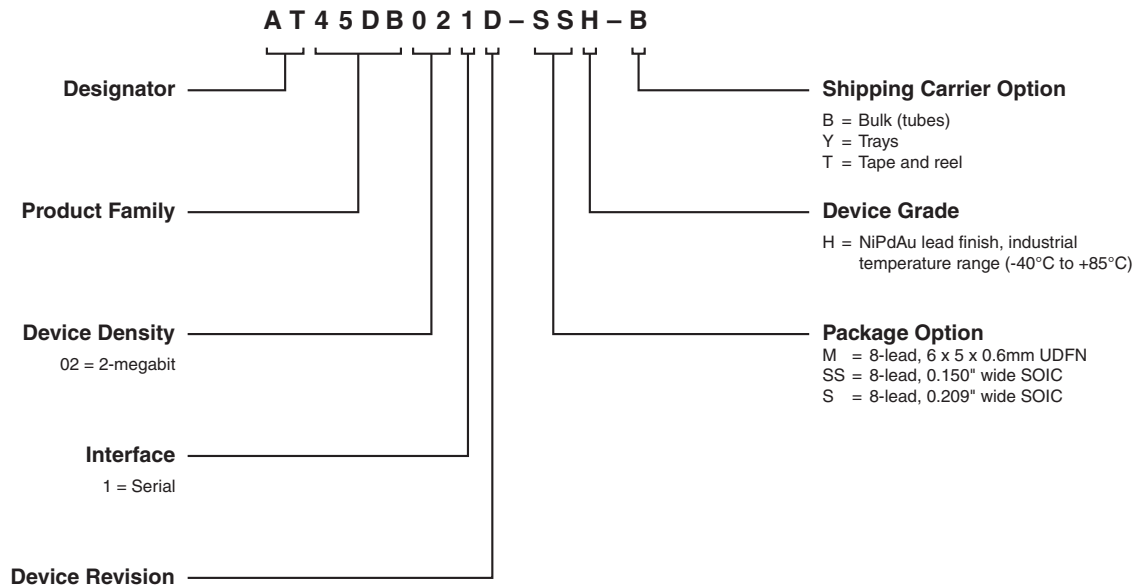 A T 4 5 D B 0 2 1 D – S S H – B
Designator
Product Family
Device Density
02 = 2-megabit
Interface
1 = Serial
Device Revision
Shipping Carrier Option
B = Bulk (tubes)
Y = Trays
T = Tape and reel
Device Grade
H = NiPdAu lead finish, industrial
temperature range (-40°C to +85°C)
Package Option
M = 8-lead, 6 x 5 x 0.6mm UDFN
SS = 8-lead, 0.150" wide SOIC
S = 8-lead, 0.209" wide SOIC